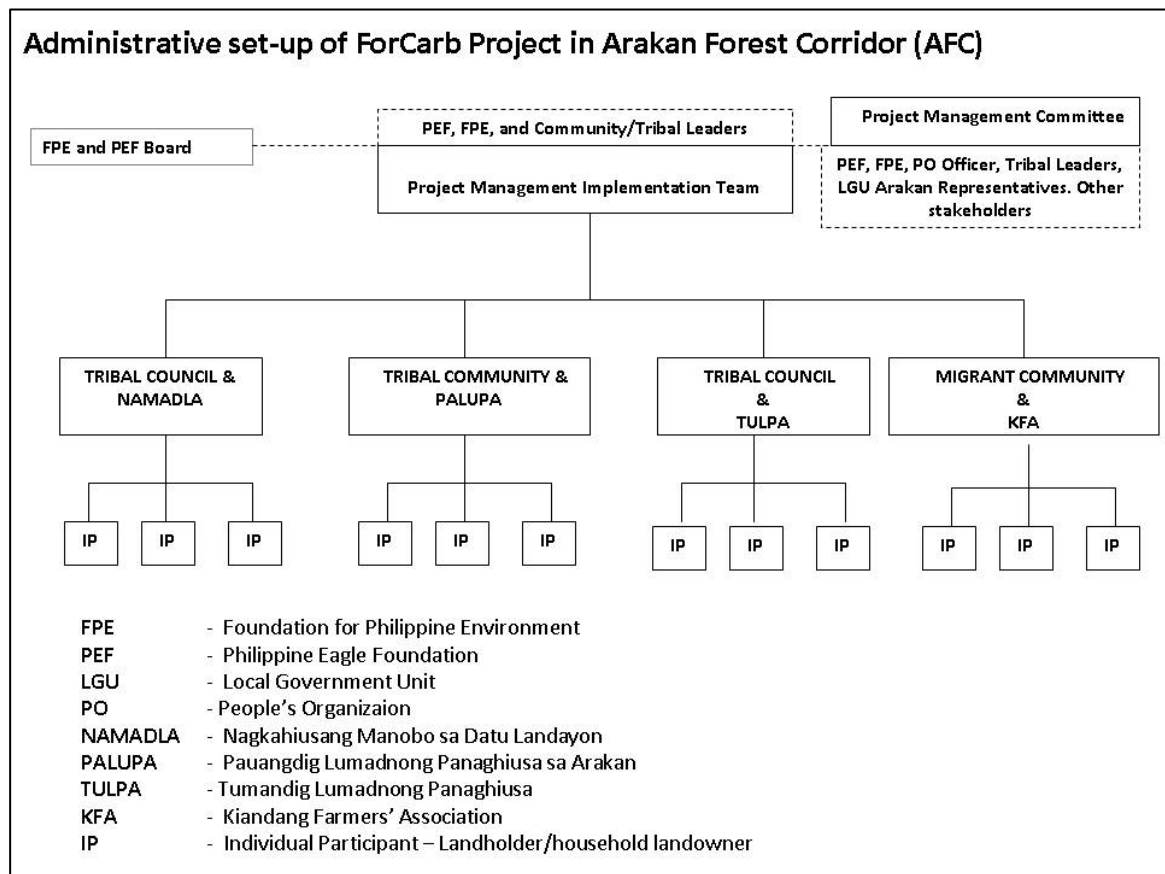 Administrative set-up of ForCarb Project in Arakan Forest Corridor (AFC)
FPE and PEF Board
PEF, FPE, and Community/Tribal Leaders
Project Management Implementation Team
Project Management Committee
PEF, FPE, PO Officer, Tribal Leaders,
LGU Arakan Representatives. Other
stakeholders
TRIBAL COUNCIL &
NAMADLA
TRIBAL COMMUNITY &
PALUPA
TRIBAL COUNCIL
&
TULPA
MIGRANT COMMUNITY
&
KFA
IP
IP
IP
IP
IP
IP
IP
IP
IP
IP
IP
IP
FPE - Foundation for Philippine Environment
PEF - Philippine Eagle Foundation
LGU - Local Government Unit
PO - People's Organizaion
NAMADLA - Nagkahiusang Manobo sa Datu Landayon
PALUPA - Pauangdig Lumadnong Panaghiusa sa Arakan
TULPA - Tumandig Lumadnong Panaghiusa
KFA - Kiandang Farmers' Association
IP - Individual Participant – Landholder/household landowner